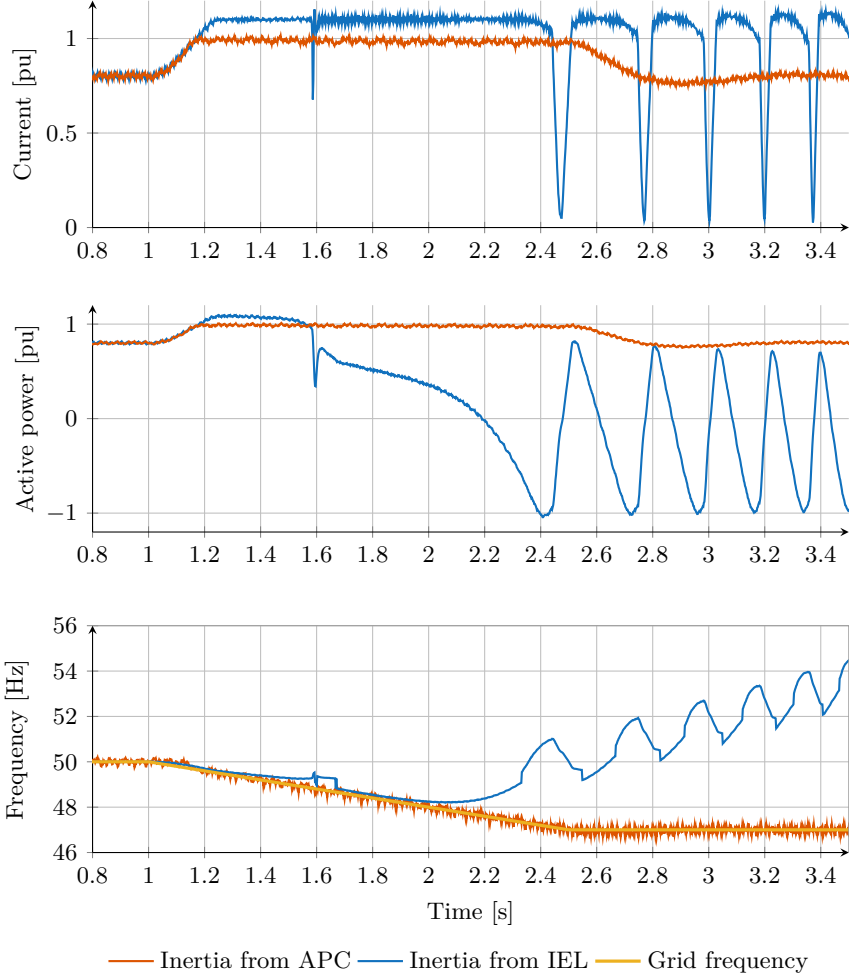 Current [pu]
1
0.5
0
0.8 1 1.2 1.4 1.6 1.8 2 2.2 2.4 2.6 2.8 3 3.2 3.4
Active power [pu]
1
0
−1
0.8 1 1.2 1.4 1.6 1.8 2 2.2 2.4 2.6 2.8 3 3.2 3.4
Frequency [Hz]
56
54
52
50
48
46
0.8 1 1.2 1.4 1.6 1.8 2 2.2 2.4 2.6 2.8 3 3.2 3.4
Time [s]
Inertia from APC Inertia from IEL Grid frequency